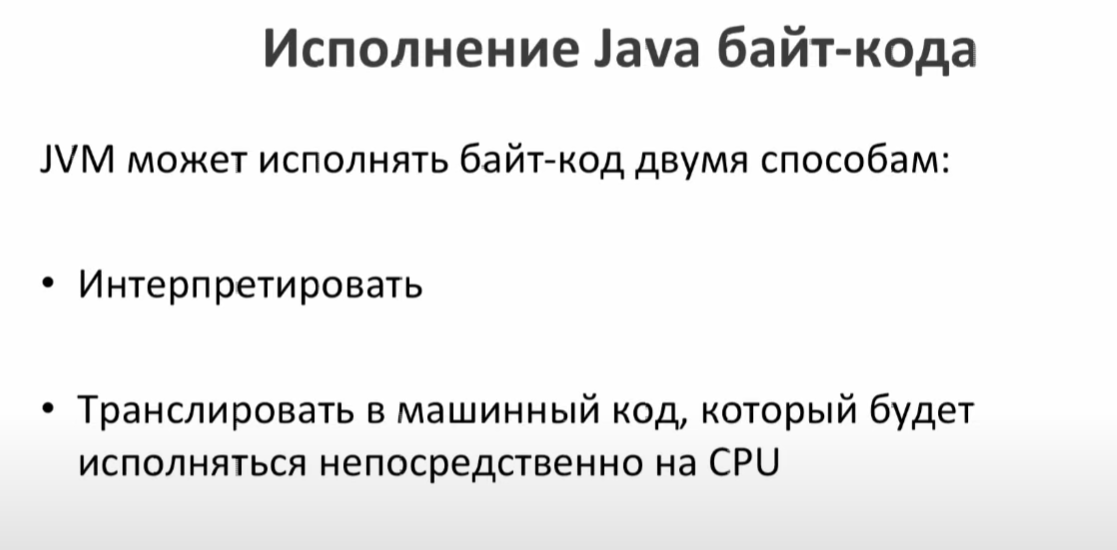 Исполнение Java байт-кода
JVM может исполнять байт-код двумя способам:
• Интерпретировать
• Транслировать в машинный код, который будет
исполняться непосредственно на CPU